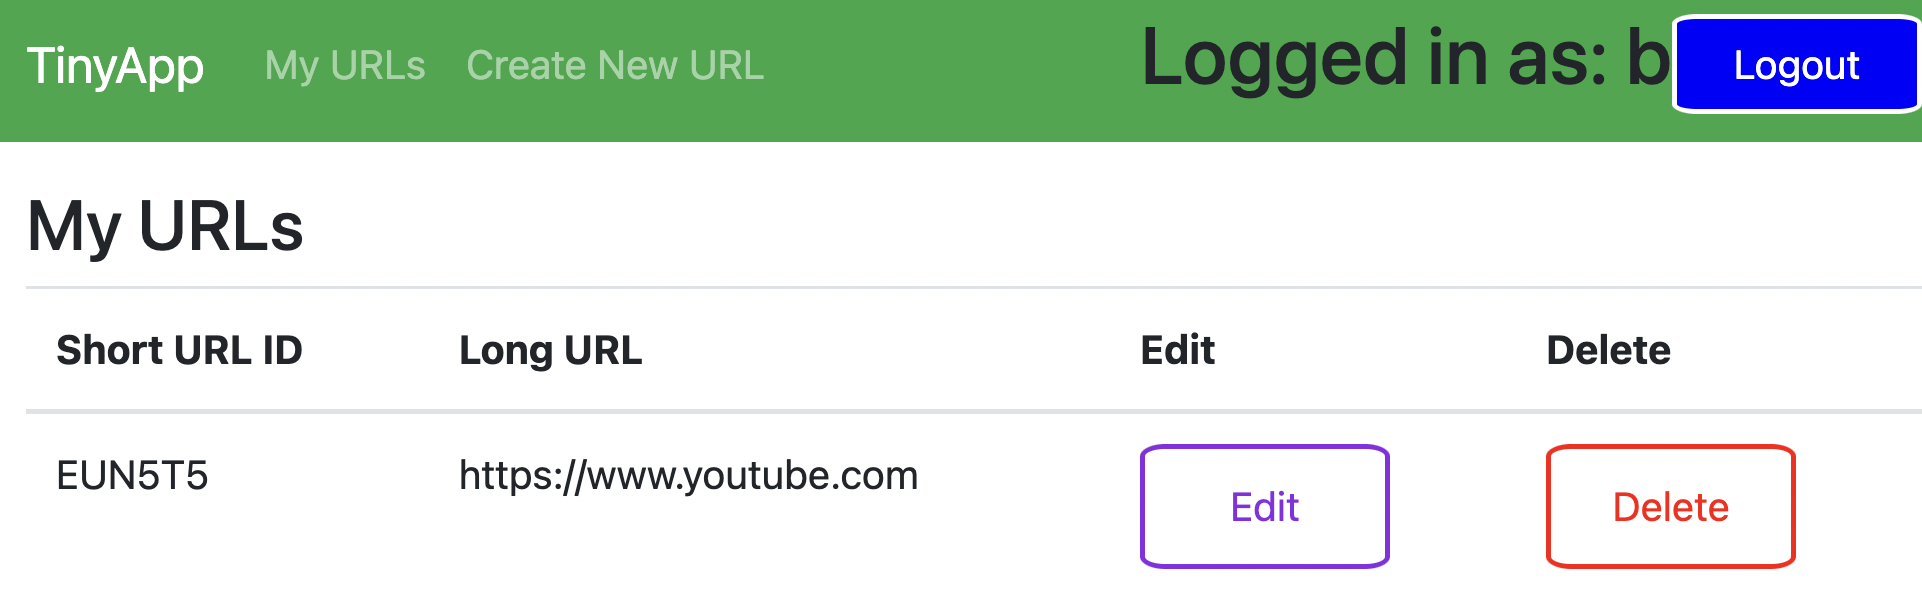 TinyApp My URLs Create New URL Logged in as: b Logout
My URLs
Short URL ID Long URL Edit Delete
EUN5T5 https://www.youtube.com Edit Delete